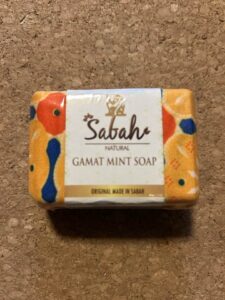 Sabah
NATURAL
GAMAT MINT SOAP
ORIGINAL MADE IN SABAH